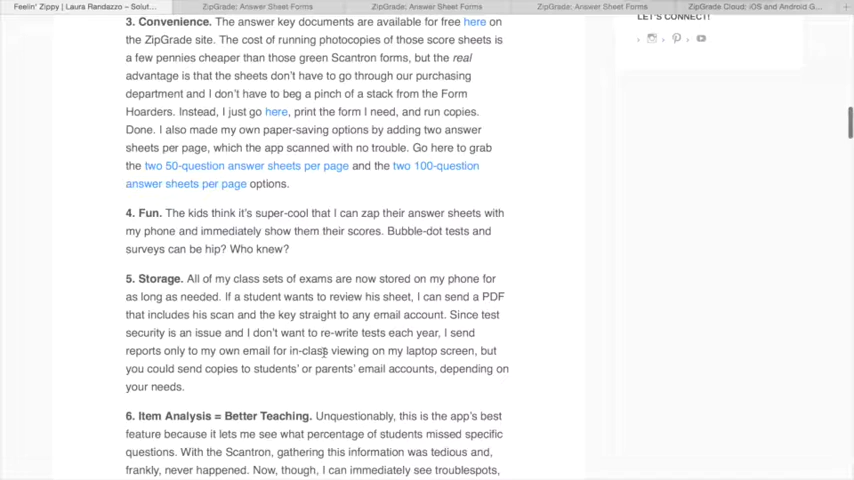 Feelin' Zippy | Laura Randazzo – Solut...
ZipGrade: Answer Sheet Forms
ZipGrade: Answer Sheet Forms
ZipGrade: Answer Sheet Forms
ZipGrade Cloud; iOS and Android G...
LET'S CONNECT!
3. Convenience. The answer key documents are available for free here on
the ZipGrade site. The cost of running photocopies of those score sheets is
a few pennies cheaper than those green Scantron forms, but the real
advantage is that the sheets don't have to go through our purchasing
department and I don't have to beg a pinch of a stack from the Form
Hoarders. Instead, I just go here, print the form I need, and run copies.
Done. I also made my own paper-saving options by adding two answer
sheets per page, which the app scanned with no trouble. Go here to grab
the two 50-question answer sheets per page and the two 100-question
answer sheets per page options.
4. Fun. The kids think it's super-cool that I can zap their answer sheets with
my phone and immediately show them their scores. Bubble-dot tests and
surveys can be hip? Who knew?
5. Storage. All of my class sets of exams are now stored on my phone for
as long as needed. If a student wants to review his sheet, I can send a PDF
that includes his scan and the key straight to any email account. Since test
security is an issue and I don't want to re-write tests each year, I send
reports only to my own email for in-class viewing on my laptop screen, but
you could send copies to students' or parents' email accounts, depending on
your needs.
6. Item Analysis = Better Teaching. Unquestionably, this is the app's best
feature because it lets me see what percentage of students missed specific
questions. With the Scantron, gathering this information was tedious and,
frankly, never happened. Now, though, I can immediately see troublespots,